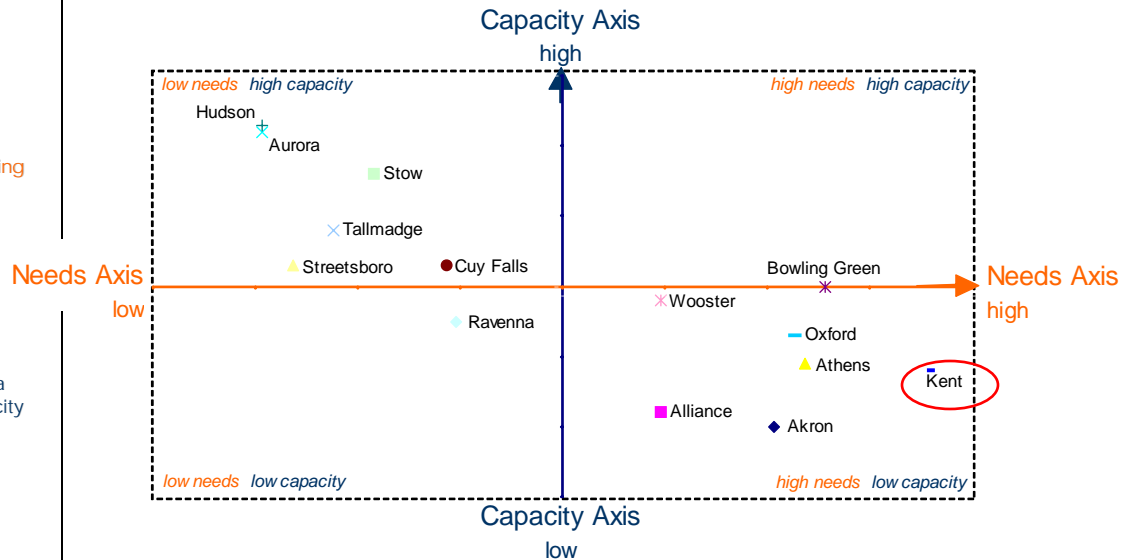 Capacity Axis
high
low needs high capacity
high needs high capacity
Hudson
Aurora
ing
Stow
Tallmadge
Streetsboro
Cuy Falls
Bowling Green
Needs Axis
low
Needs Axis
high
Wooster
Ravenna
Oxford
Athens
Kent
a
city
Alliance
Akron
low needs low capacity
high needs low capacity
Capacity Axis
low